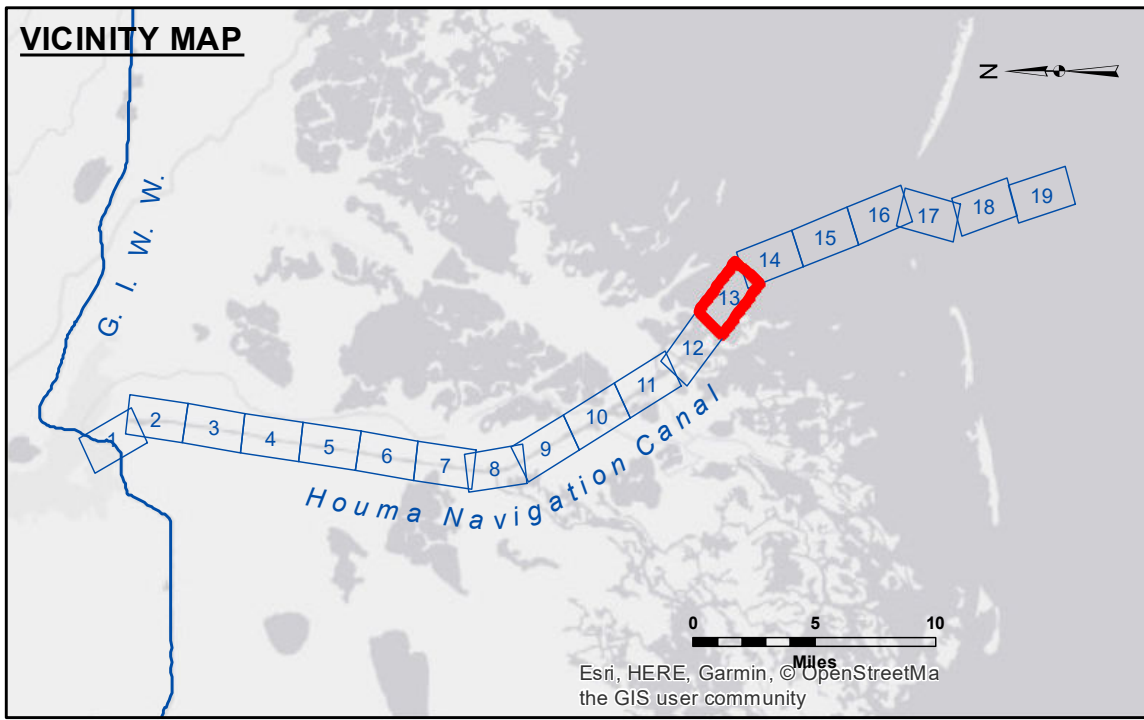 VICINITY MAP
N
G. I. W. W.
1
2
3
4
5
6
7
8
9
10
11
12
13
14
15
16
17
18
19
Houma Navigation Canal
0 5 10
Miles
Esri, HERE, Garmin, © OpenStreetMa
the GIS user community